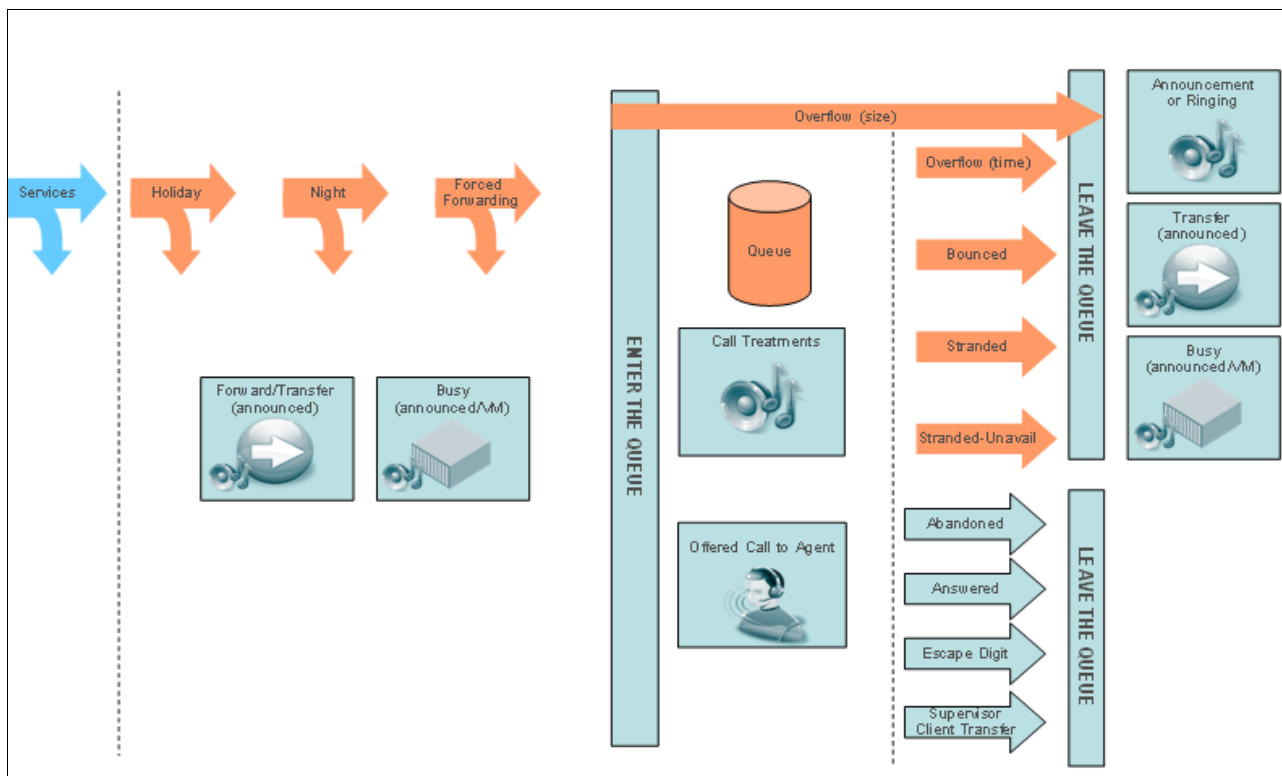 Services
Holiday
Night
Forced
Forwarding
Forward/Transfer
(announced)
Busy
(announced/VM)
ENTER THE QUEUE
Overflow (size)
Queue
Call Treatments
Offered Call to Agent
Overflow (time)
Bounced
Stranded
Stranded-Unavail
Abandoned
Answered
Escape Digit
Supervisor
Client Transfer
LEAVE THE QUEUE
LEAVE THE QUEUE
Announcement
or Ringing
Transfer
(announced)
Busy
(announced/VM)